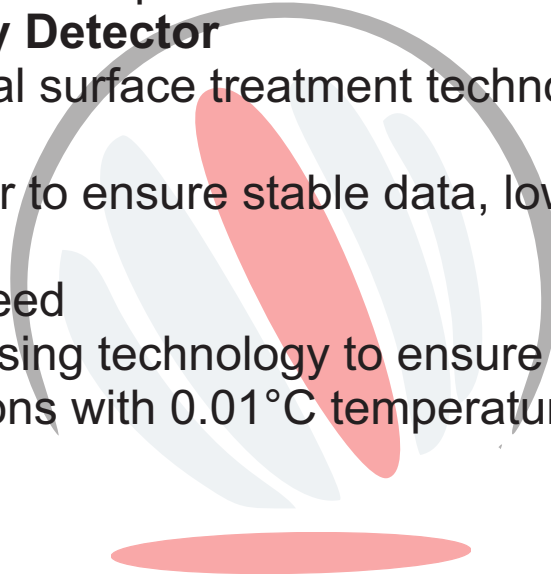 y Detector
al surface treatment techno
r to ensure stable data, low
eed
sing technology to ensure
ons with 0.01°C temperatur